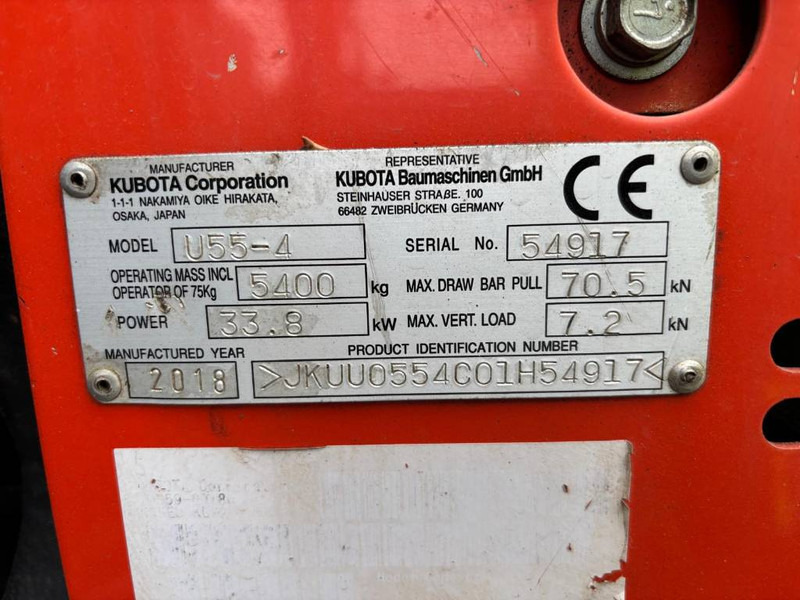 MANUFACTURER
KUBOTA Corporation
1-1-1 NAKAMIYA OIKE HIRAKATA,
OSAKA, JAPAN
REPRESENTATIVE
KUBOTA Baumaschinen GmbH
STEINHAUSER STRAßE. 100
66482 ZWEIBRÜCKEN GERMANY
CE
MODEL U55-4 SERIAL No. 54917
OPERATING MASS INCL
OPERATOR OF 75Kg 5400 kg MAX. DRAW BAR PULL 70.5 kN
POWER 33.8 kW MAX. VERT. LOAD 7.2 kN
MANUFACTURED YEAR PRODUCT IDENTIFICATION NUMBER
2018 >JKUU0554C01H54917<